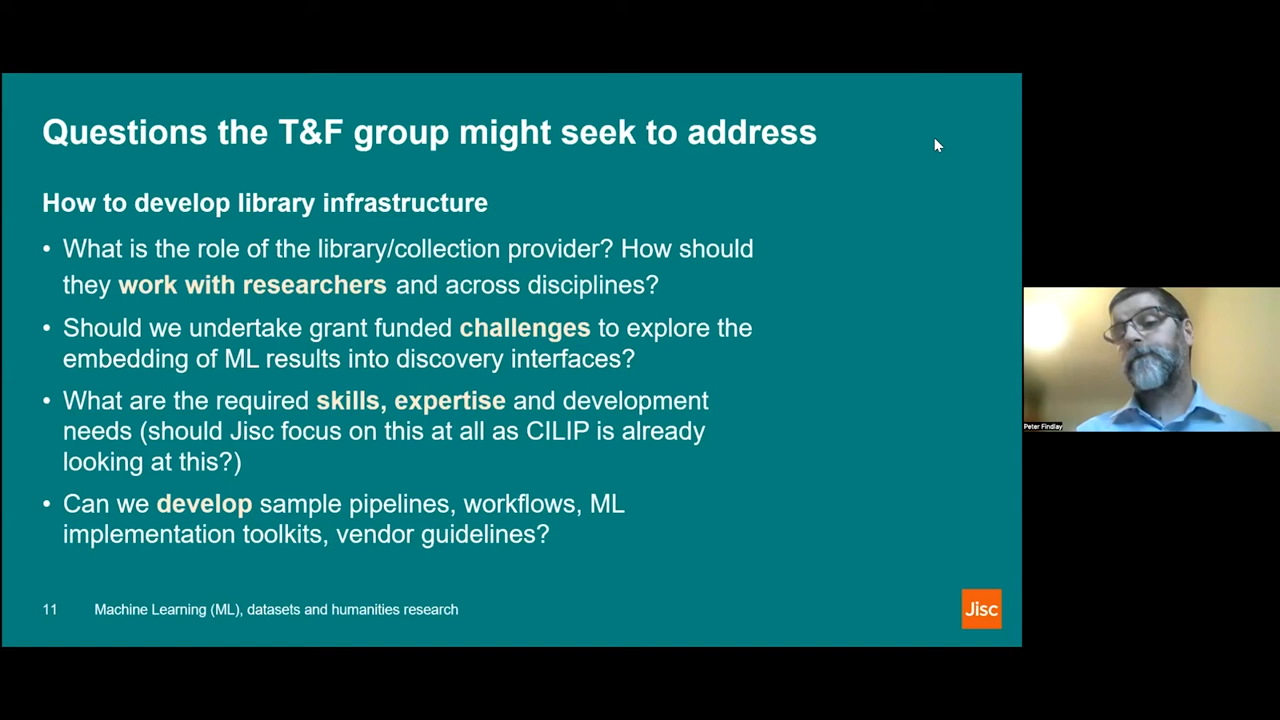 Questions the T&F group might seek to address
How to develop library infrastructure
• What is the role of the library/collection provider? How should
they work with researchers and across disciplines?
• Should we undertake grant funded challenges to explore the
embedding of ML results into discovery interfaces?
• What are the required skills, expertise and development
needs (should Jisc focus on this at all as CILIP is already
looking at this?)
• Can we develop sample pipelines, workflows, ML
implementation toolkits, vendor guidelines?
11 Machine Learning (ML), datasets and humanities research
Jisc
Peter Findlay